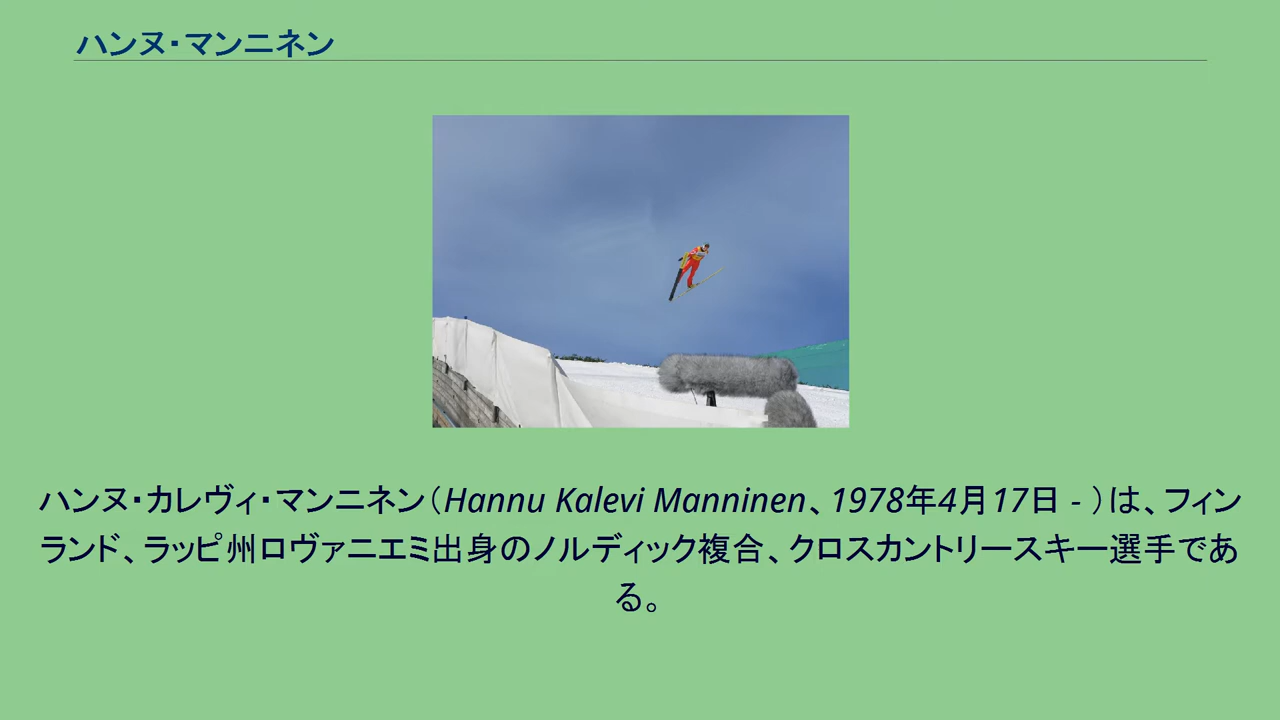 ハンヌ・マンニネン
ハンヌ・カレヴィ・マンニネン（Hannu Kalevi Manninen、1978年4月17日 - ）は、フィン
ランド、ラッピ州ロヴァニエミ出身のノルディック複合、クロスカントリースキー選手であ
る。